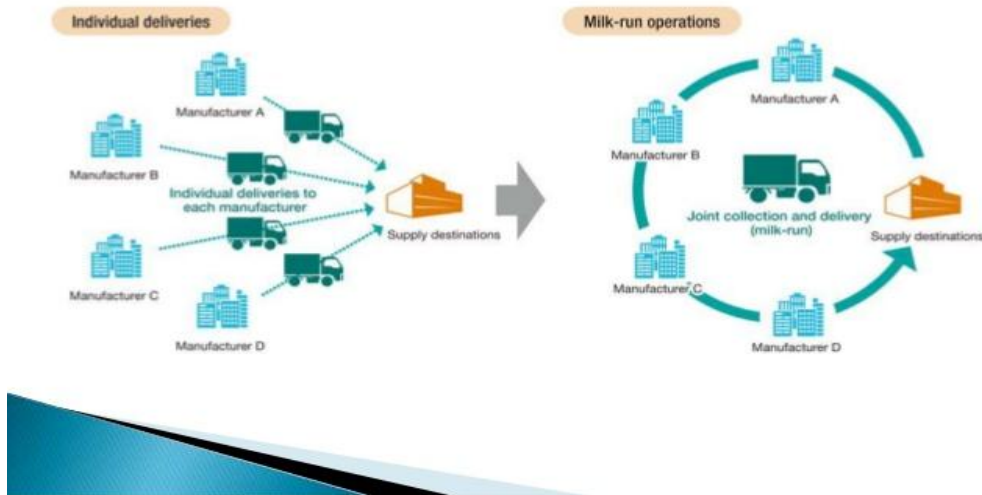 Individual deliveries
Manufacturer A
Manufacturer B
Individual deliveries to
each manufacturer
Supply destinations
Manufacturer C
Manufacturer D
Milk-run operations
Manufacturer A
Manufacturer B
Joint collection and delivery
(milk-run)
Supply destinations
Manufacturer C
Manufacturer D